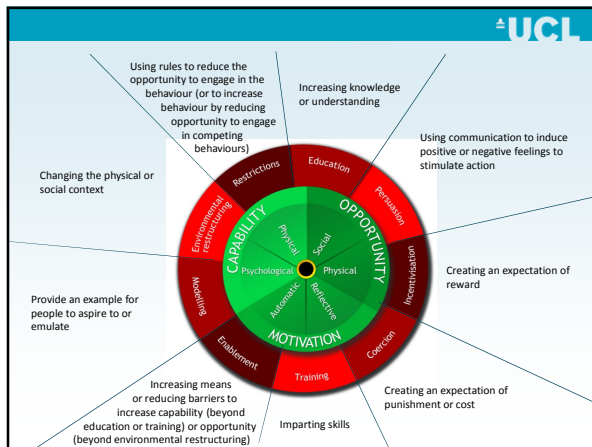 UCL
Using rules to reduce the
opportunity to engage in the
behaviour (or to increase
behaviour by reducing
opportunity to engage
in competing
behaviours)
Increasing knowledge
or understanding
Using communication to induce
positive or negative feelings to
stimulate action
Changing the physical or
social context
Restrictions
Education
Persuasion
Environmental
restructuring
Incentivisation
Modelling
Coercion
Enablement
Training
CAPABILITY
OPPORTUNITY
MOTIVATION
Physical
Social
Psychological
Physical
Automatic
Reflective
Creating an expectation of
reward
Provide an example for
people to aspire to or
emulate
Creating an expectation of
punishment or cost
Increasing means
or reducing barriers to
increase capability (beyond
education or training) or opportunity
(beyond environmental restructuring)
Imparting skills